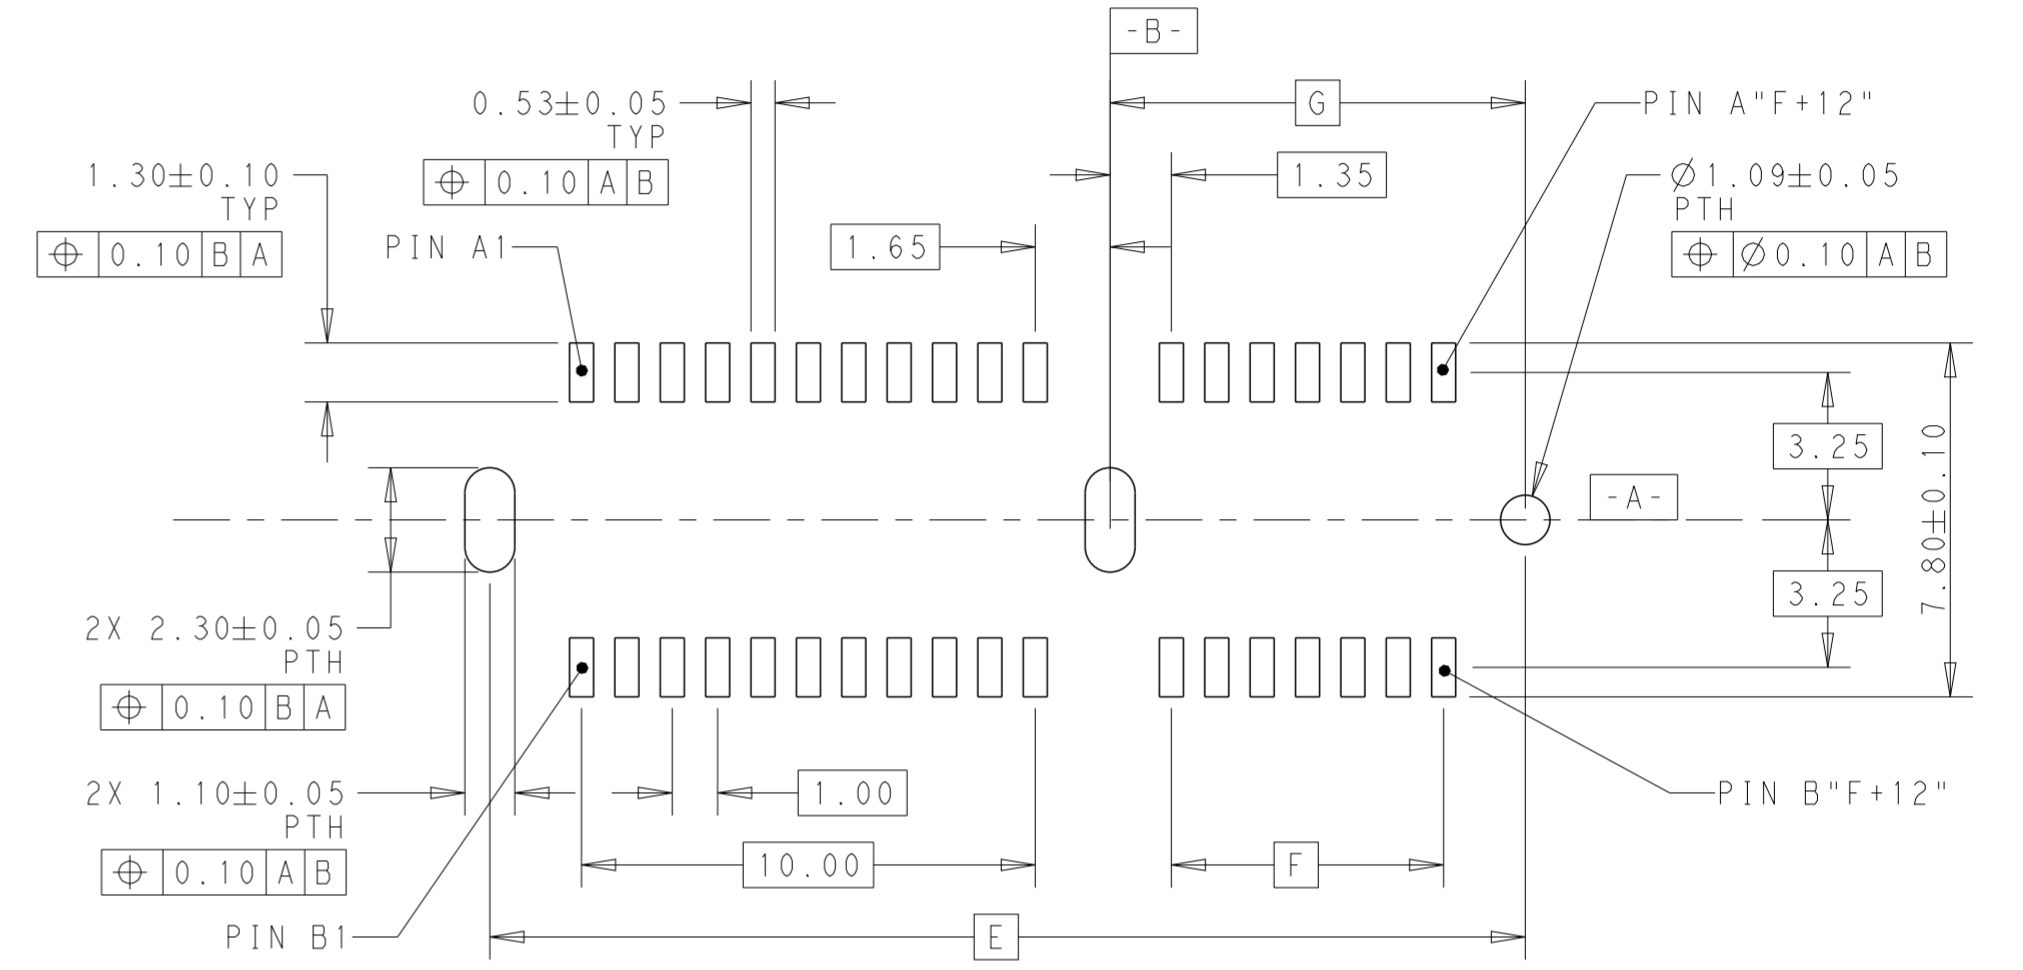 -B-
0.53±0.05
TYP
⌖ 0.10 A B
G
PIN A"F+12"
1.30±0.10
TYP
⌖ 0.10 B A
PIN A1
1.35
1.65
Ø1.09±0.05
PTH
⌖ Ø0.10 A B
3.25
-A-
3.25
7.80±0.10
2X 2.30±0.05
PTH
⌖ 0.10 B A
2X 1.10±0.05
PTH
⌖ 0.10 A B
1.00
PIN B"F+12"
10.00
F
PIN B1
E